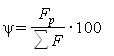 ψ = F_p / ∑F · 100